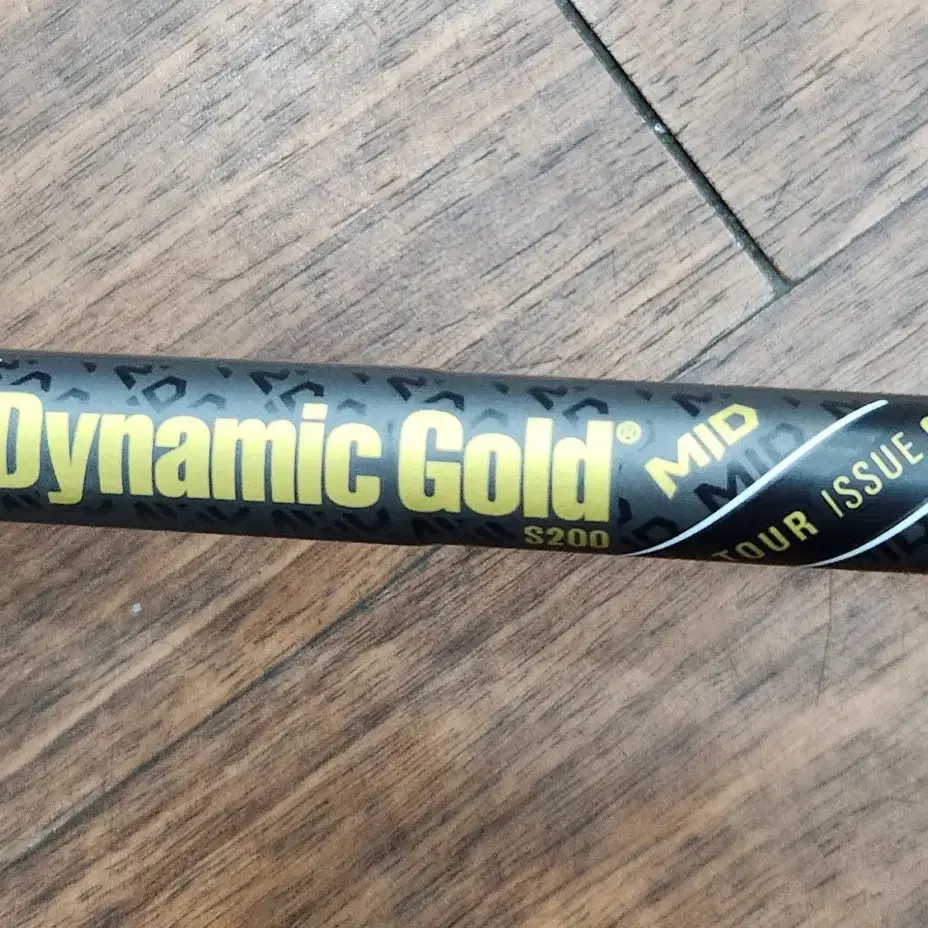 Dynamic Gold® MID
S200
TOUR ISSUE